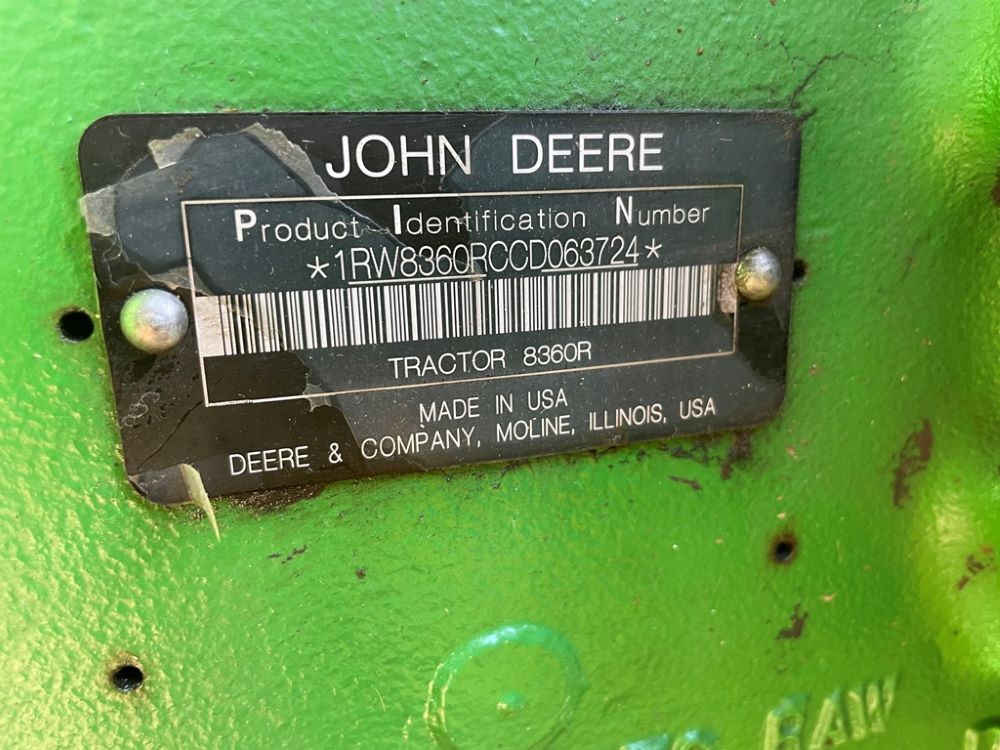 JOHN DEERE
Product Identification Number
*1RW8360RCCD063724*
TRACTOR 8360R
MADE IN USA
DEERE & COMPANY, MOLINE, ILLINOIS, USA